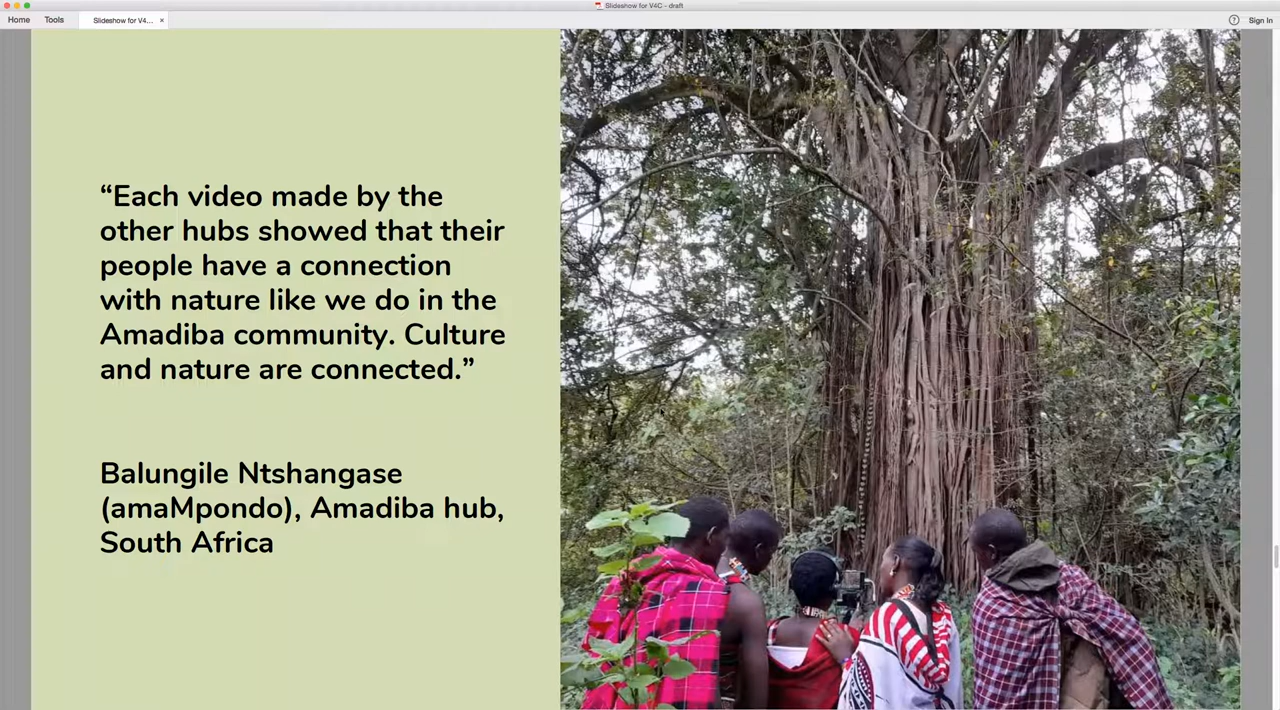 Slideshow for V4C - draft
Home Tools Slideshow for V4... × ? Sign In
“Each video made by the
other hubs showed that their
people have a connection
with nature like we do in the
Amadiba community. Culture
and nature are connected.”
Balungile Ntshangase
(amaMpondo), Amadiba hub,
South Africa